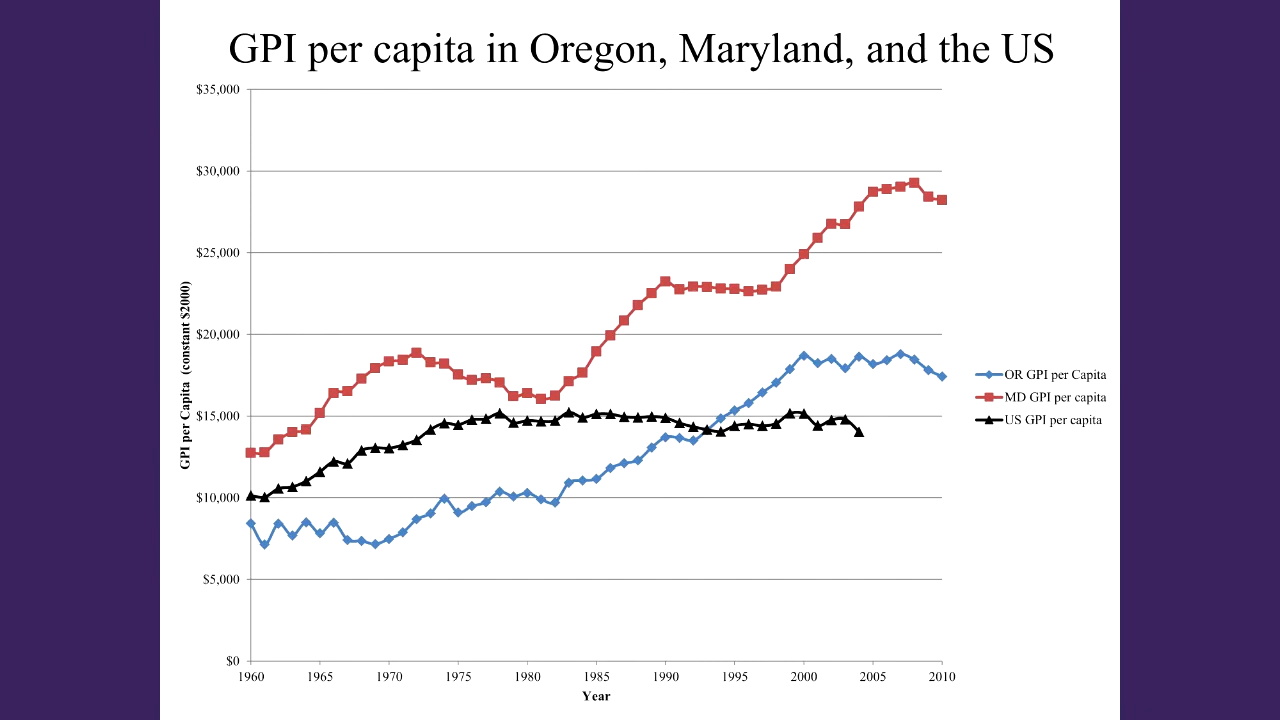 GPI per capita in Oregon, Maryland, and the US
$35,000
$30,000
$25,000
$20,000
$15,000
$10,000
$5,000
$0
GPI per Capita (constant $2000)
1960 1965 1970 1975 1980 1985 1990 1995 2000 2005 2010
Year
OR GPI per Capita
MD GPI per capita
US GPI per capita